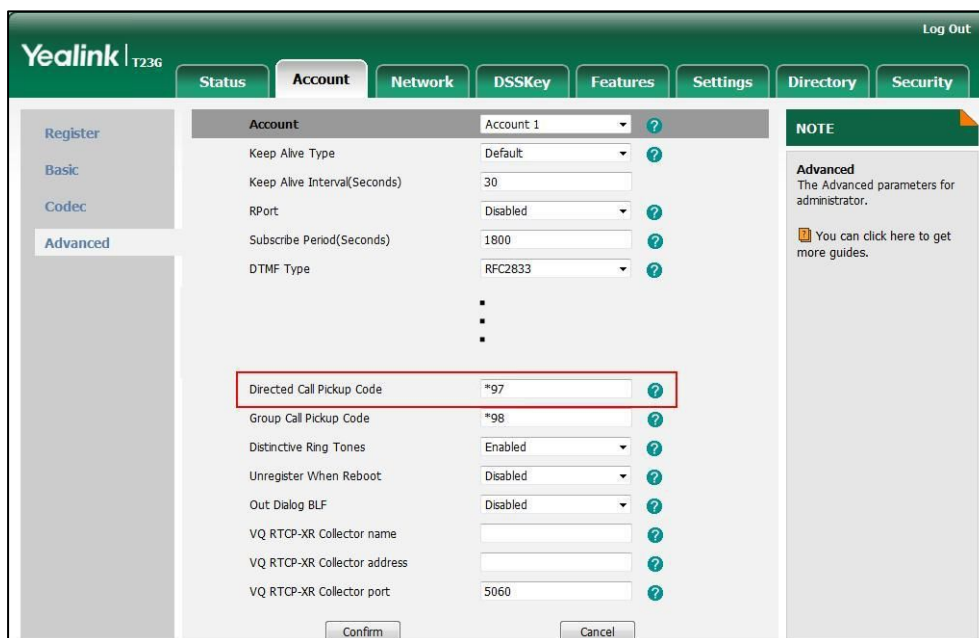 Log Out
Yealink T23G
Status Account Network DSSKey Features Settings Directory Security
Register
Basic
Codec
Advanced
Account Account 1 ?
Keep Alive Type Default ?
Keep Alive Interval(Seconds) 30
RPort Disabled ?
Subscribe Period(Seconds) 1800 ?
DTMF Type RFC2833 ?
Directed Call Pickup Code *97 ?
Group Call Pickup Code *98 ?
Distinctive Ring Tones Enabled ?
Unregister When Reboot Disabled ?
Out Dialog BLF Disabled ?
VQ RTCP-XR Collector name ?
VQ RTCP-XR Collector address ?
VQ RTCP-XR Collector port 5060 ?
Confirm Cancel
NOTE
Advanced
The Advanced parameters for
administrator.
? You can click here to get
more guides.